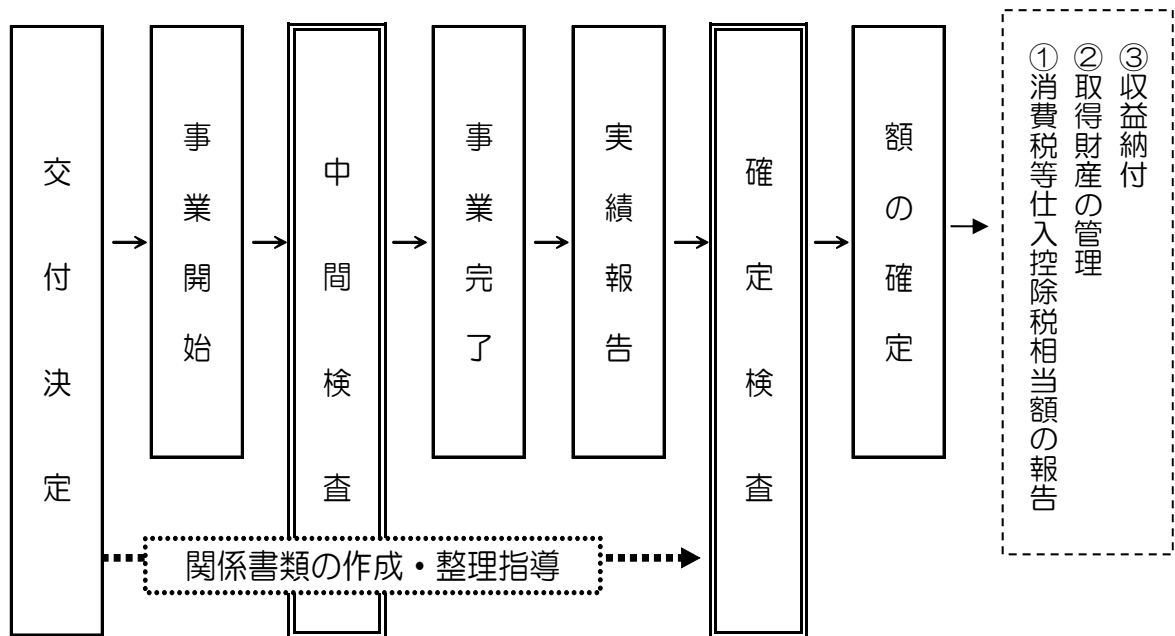 交付決定
事業開始
中間検査
事業完了
実績報告
確定検査
額の確定
①消費税等仕入控除税相当額の報告
②取得財産の管理
③収益納付
関係書類の作成・整理指導